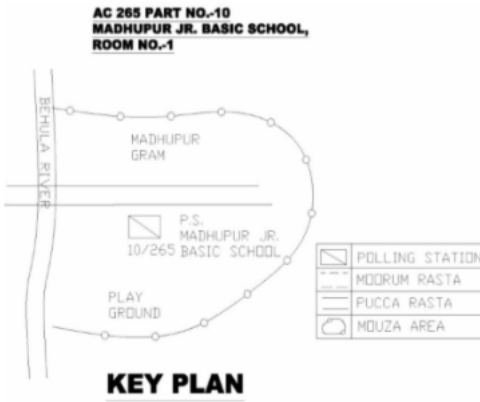 AC 265 PART NO.-10
MADHUPUR JR. BASIC SCHOOL,
ROOM NO.-1
BEHULA RIVER
MADHUPUR
GRAM
P.S.
MADHUPUR JR.
10/265 BASIC SCHOOL
PLAY
GROUND
POLLING STATION
MOORUM RASTA
PUCCA RASTA
MOUZA AREA
KEY PLAN